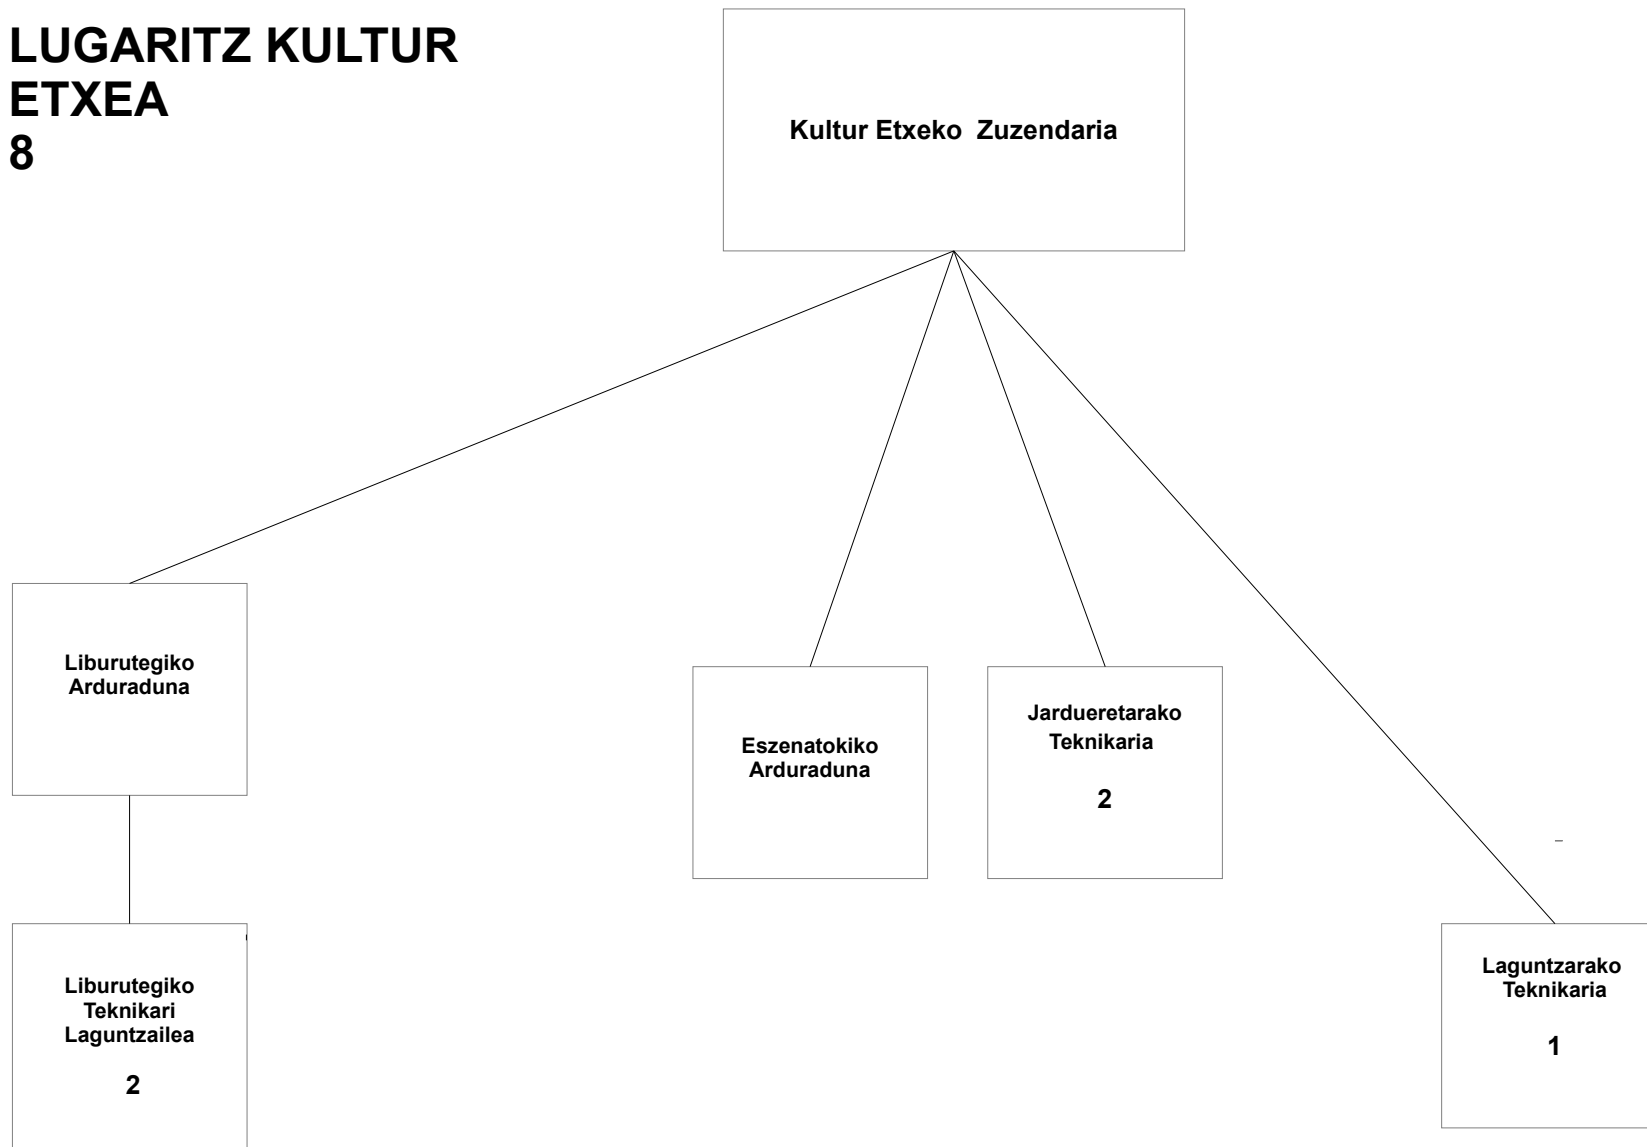 LUGARITZ KULTUR
ETXEA
8
Kultur Etxeko Zuzendaria
Liburutegiko
Arduraduna
Eszenatokiko
Arduraduna
Jardueretarako
Teknikaria
2
Liburutegiko
Teknikari
Laguntzailea
2
Laguntzarako
Teknikaria
1